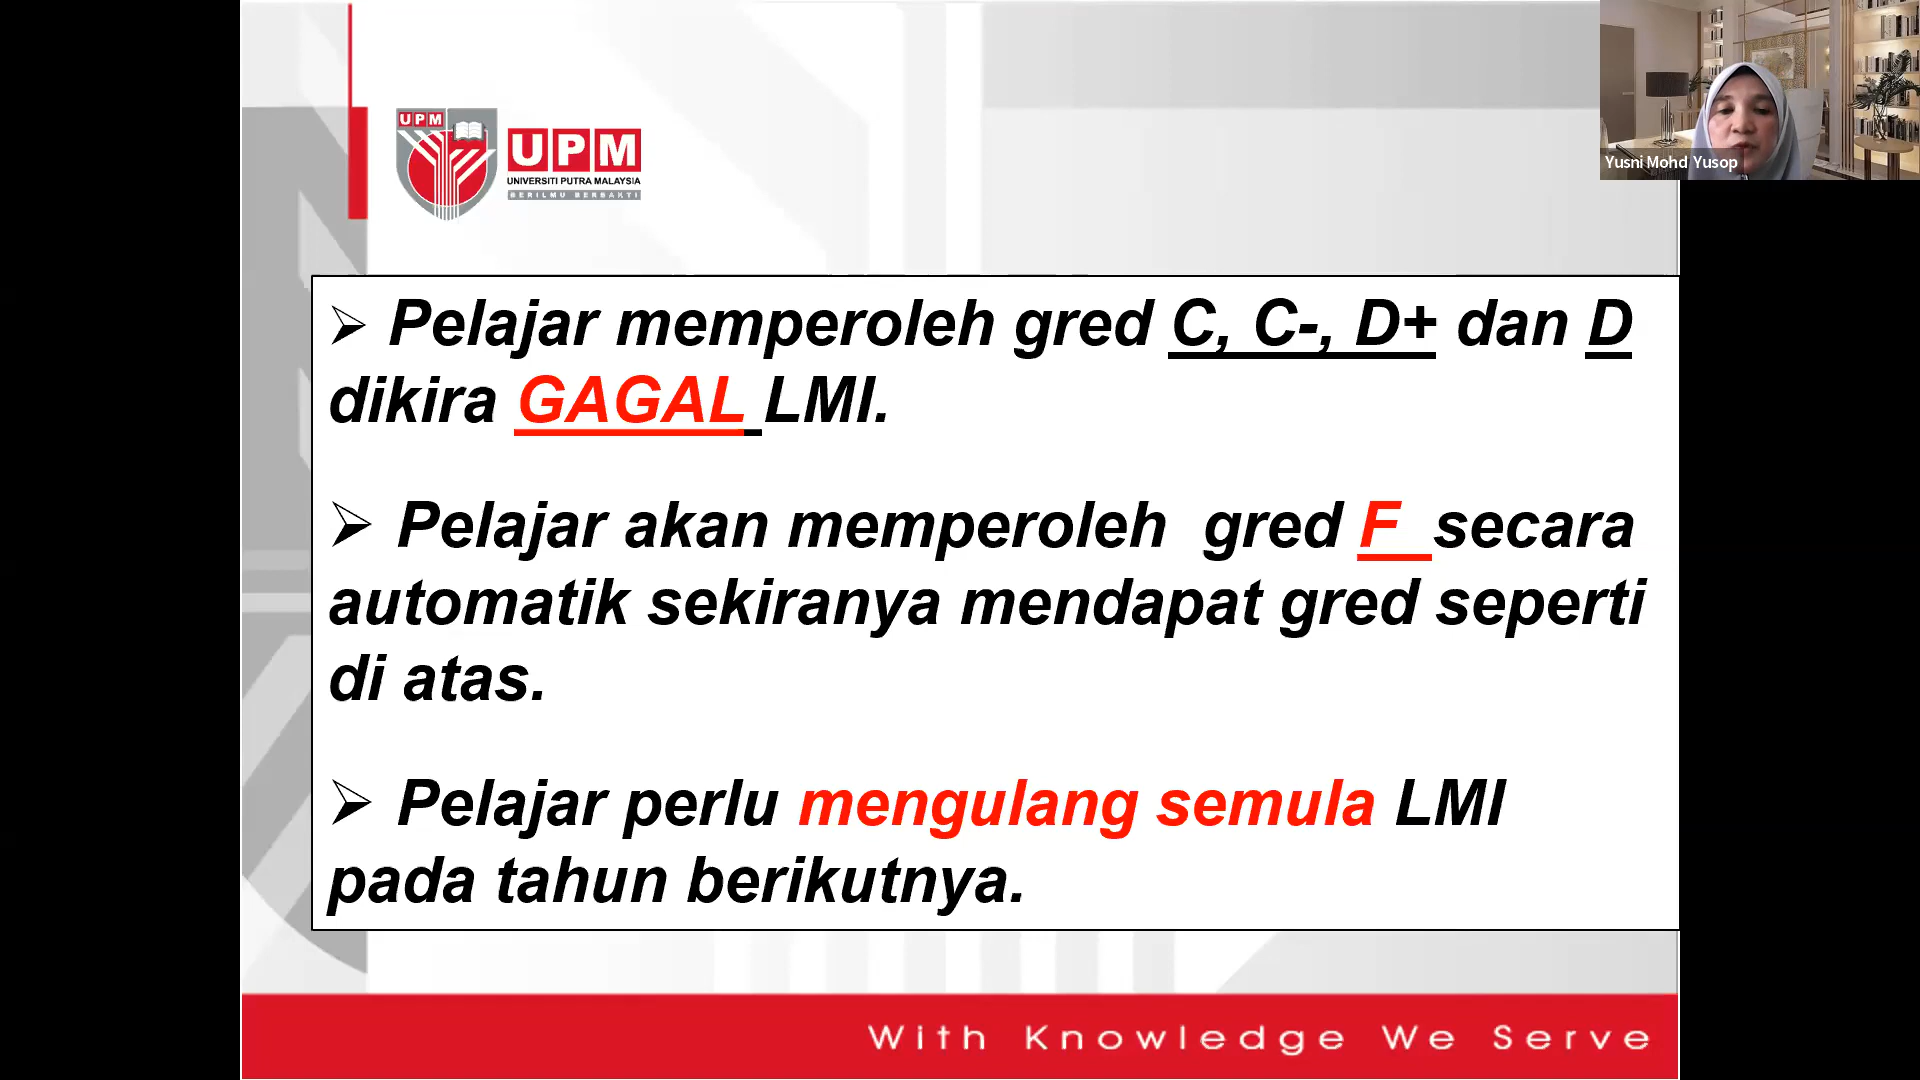 UPM
UPM
UNIVERSITI PUTRA MALAYSIA
BERILMU BERBAKTI
Yusni Mohd Yusop
➢ Pelajar memperoleh gred C, C-, D+ dan D
dikira GAGAL LMI.
➢ Pelajar akan memperoleh gred F secara
automatik sekiranya mendapat gred seperti
di atas.
➢ Pelajar perlu mengulang semula LMI
pada tahun berikutnya.
With Knowledge We Serve